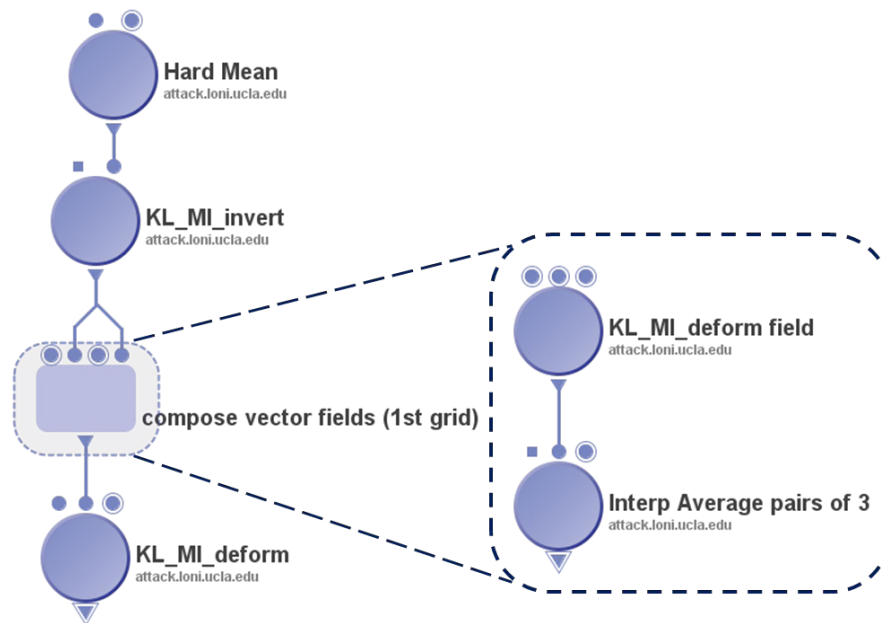 Hard Mean
attack.loni.ucla.edu
KL_MI_invert
attack.loni.ucla.edu
compose vector fields (1st grid)
KL_MI_deform
attack.loni.ucla.edu
KL_MI_deform field
attack.loni.ucla.edu
Interp Average pairs of 3
attack.loni.ucla.edu